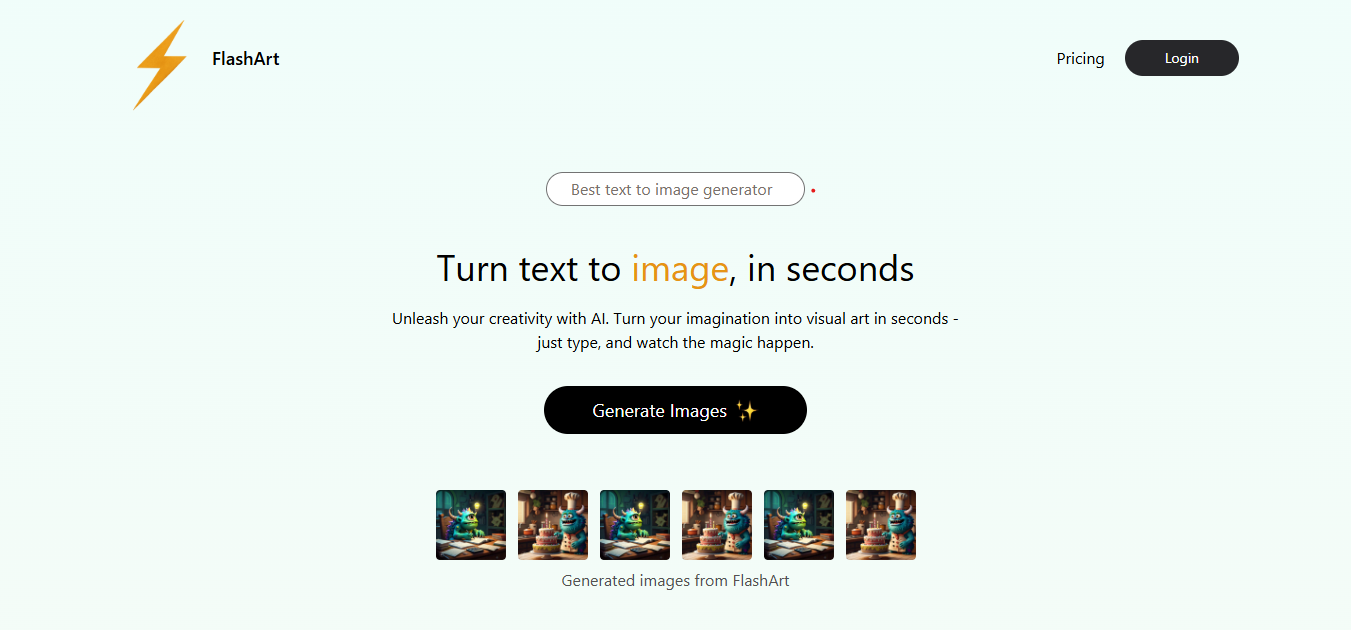 FlashArt
Pricing
Login
Best text to image generator
Turn text to image, in seconds
Unleash your creativity with AI. Turn your imagination into visual art in seconds -
just type, and watch the magic happen.
Generate Images ✨
Generated images from FlashArt